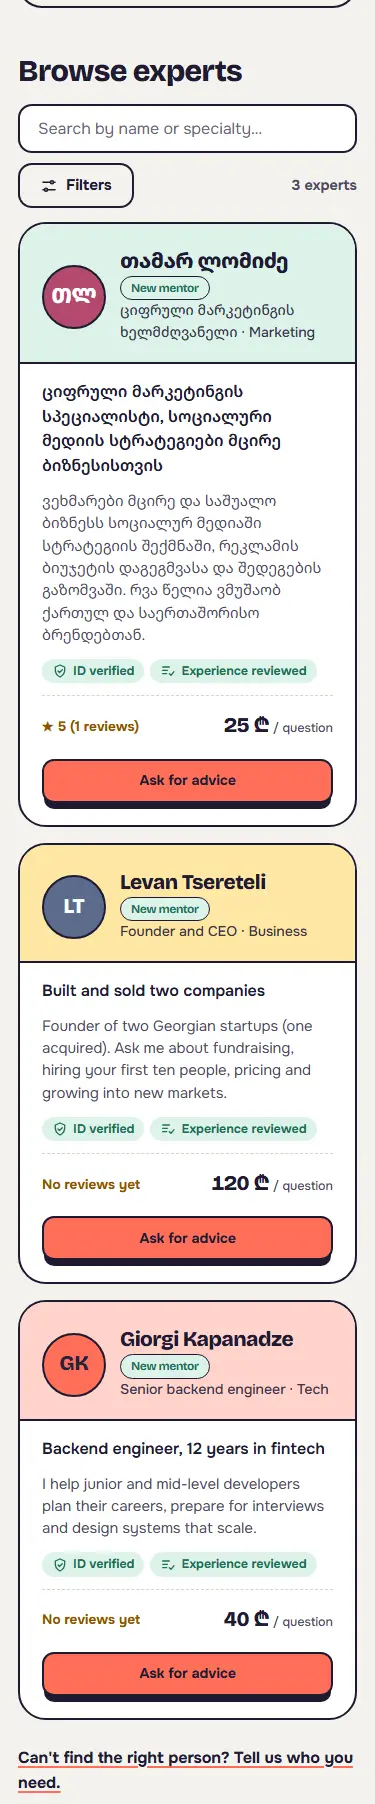 Browse experts
Search by name or specialty...
Filters
3 experts
თლ
თამარ ლომიძე
New mentor
ციფრული მარკეტინგის
ხელმძღვანელი · Marketing
ციფრული მარკეტინგის
სპეციალისტი, სოციალური
მედიის სტრატეგიები მცირე
ბიზნესისთვის
ვეხმარები მცირე და საშუალო
ბიზნესს სოციალურ მედიაში
სტრატეგიის შექმნაში, რეკლამის
ბიუჯეტის დაგეგმვასა და შედეგების
გაზომვაში. რვა წელია ვმუშაობ
ქართულ და საერთაშორისო
ბრენდებთან.
ID verified
Experience reviewed
★ 5 (1 reviews)
25 ₾ / question
Ask for advice
LT
Levan Tsereteli
New mentor
Founder and CEO · Business
Built and sold two companies
Founder of two Georgian startups (one
acquired). Ask me about fundraising,
hiring your first ten people, pricing and
growing into new markets.
ID verified
Experience reviewed
No reviews yet
120 ₾ / question
Ask for advice
GK
Giorgi Kapanadze
New mentor
Senior backend engineer · Tech
Backend engineer, 12 years in fintech
I help junior and mid-level developers
plan their careers, prepare for interviews
and design systems that scale.
ID verified
Experience reviewed
No reviews yet
40 ₾ / question
Ask for advice
Can't find the right person? Tell us who you
need.